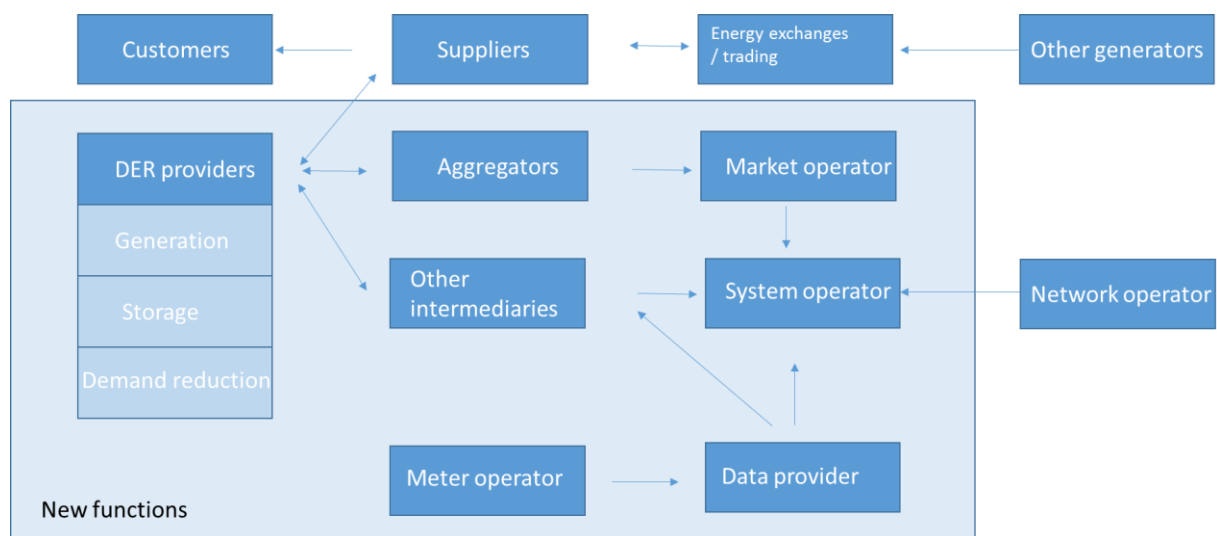 Customers
Suppliers
Energy exchanges
/ trading
Other generators
DER providers
Aggregators
Market operator
Generation
Other
intermediaries
System operator
Network operator
Storage
Demand reduction
Meter operator
Data provider
New functions